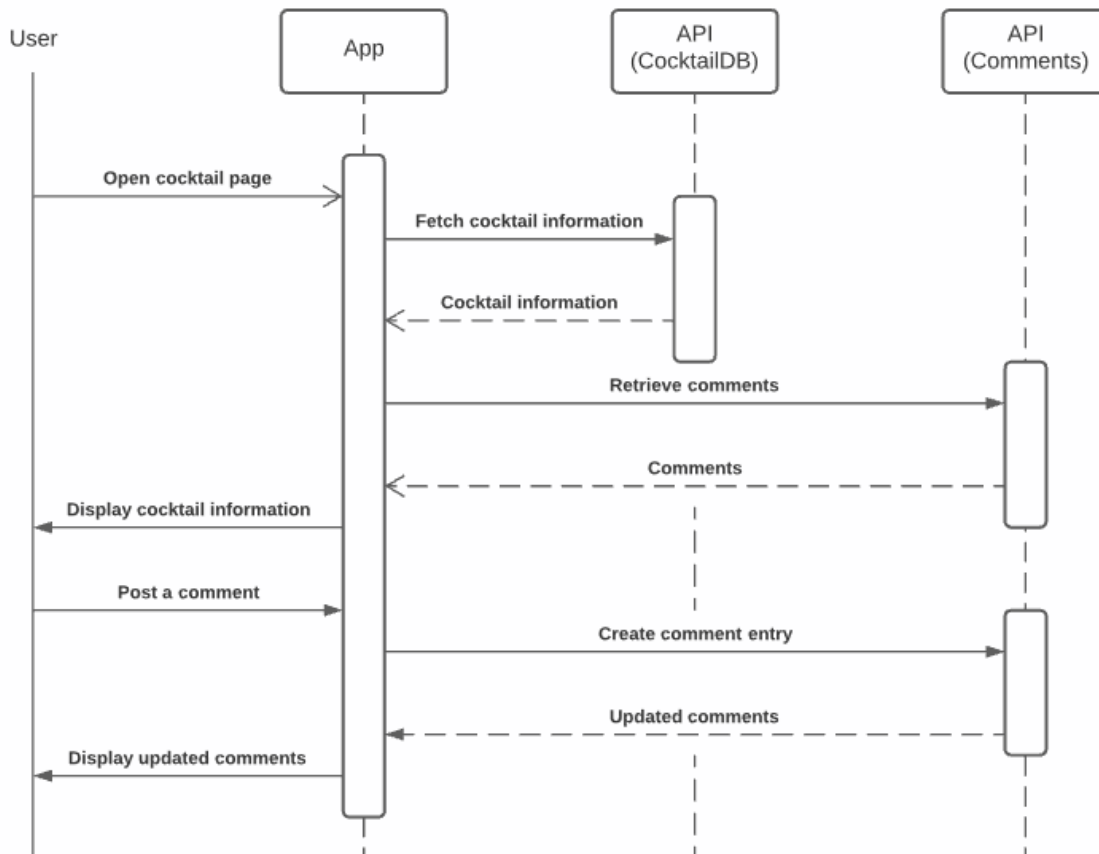 User
App
API
(CocktailDB)
API
(Comments)
Open cocktail page
Fetch cocktail information
Cocktail information
Retrieve comments
Comments
Display cocktail information
Post a comment
Create comment entry
Updated comments
Display updated comments